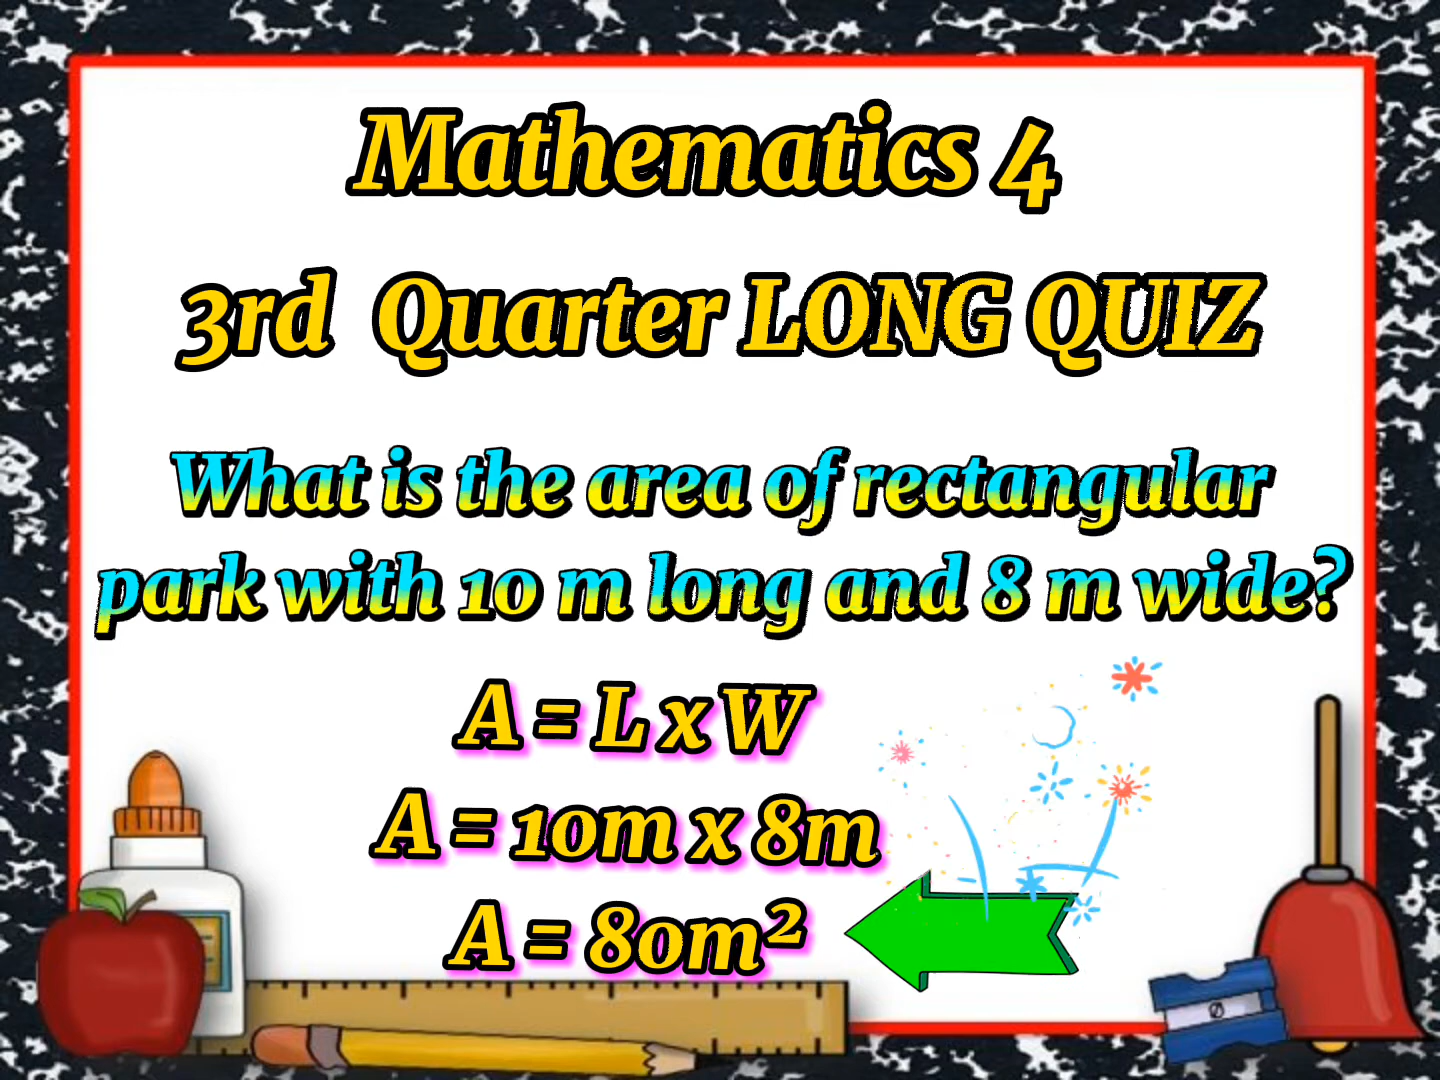 Mathematics 4
3rd Quarter LONG QUIZ
What is the area of rectangular
park with 10 m long and 8 m wide?
A = L x W
A = 10m x 8m
A = 80m²